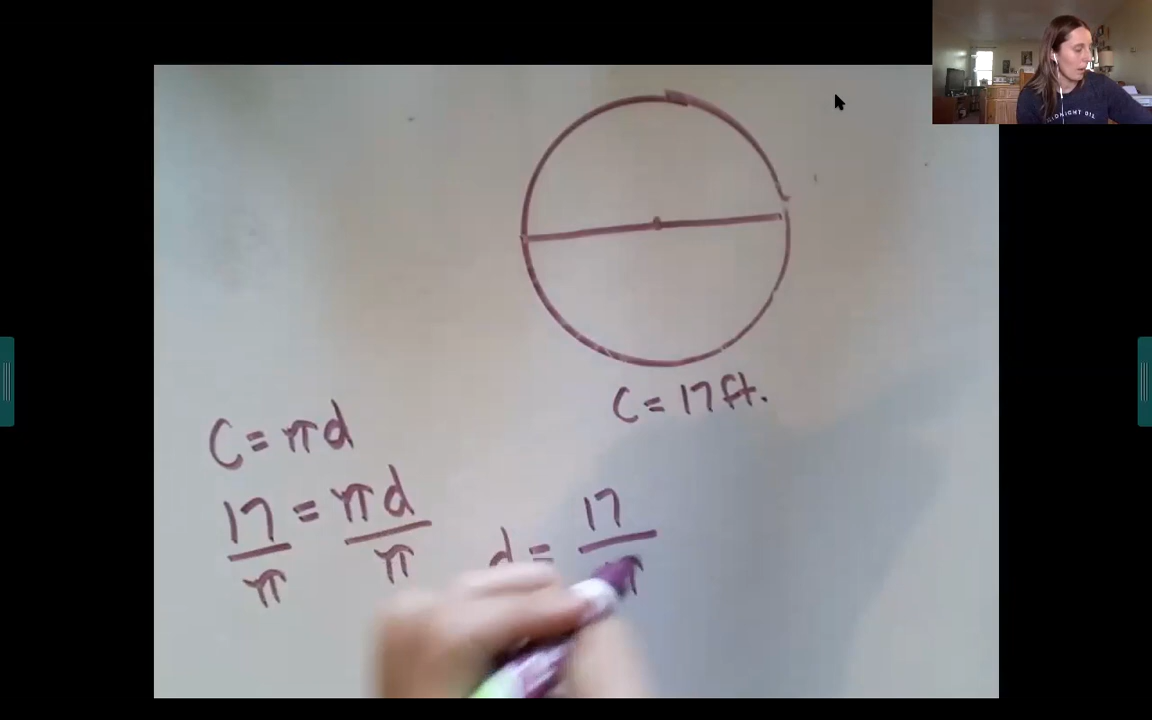 C = 17 ft.
C = πd
17 = πd
π π
d = 17
π